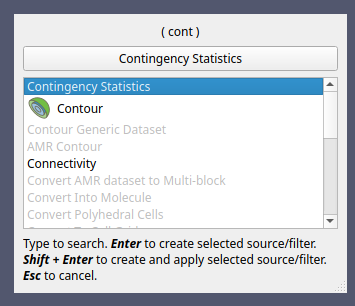 ( cont )
Contingency Statistics
Contingency Statistics
Contour
Contour Generic Dataset
AMR Contour
Connectivity
Convert AMR dataset to Multi-block
Convert Into Molecule
Convert Polyhedral Cells
Type to search. Enter to create selected source/filter.
Shift + Enter to create and apply selected source/filter.
Esc to cancel.